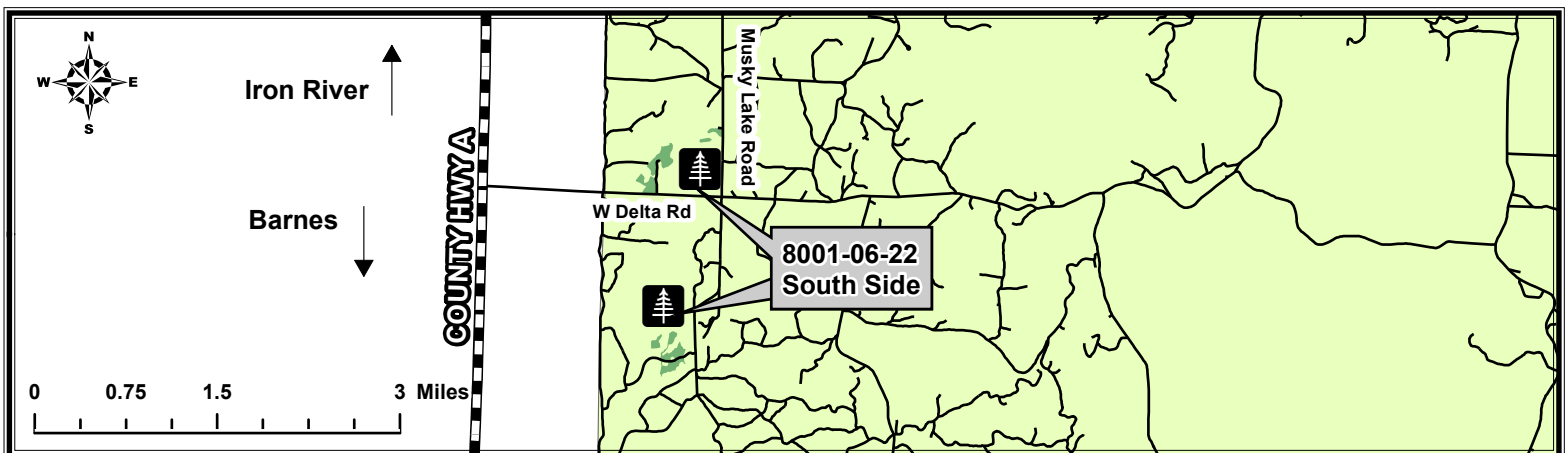 N
W E
S
Iron River
Barnes
COUNTY HWY A
W Delta Rd
Musky Lake Road
8001-06-22
South Side
0 0.75 1.5 3 Miles